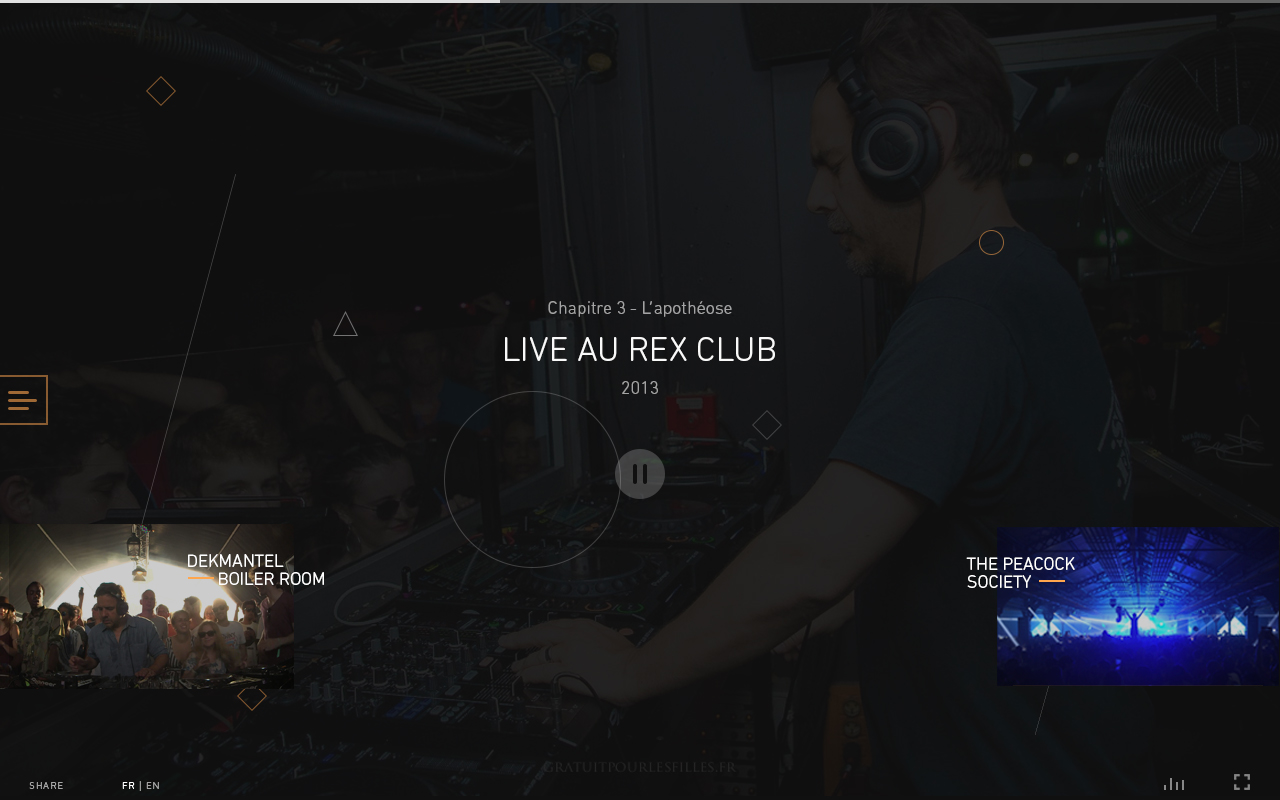 Chapitre 3 - L'apothéose
LIVE AU REX CLUB
2013
DEKMANTEL
BOILER ROOM
THE PEACOCK
SOCIETY
GRATUITPOURLESFILLES.FR
SHARE
FR | EN